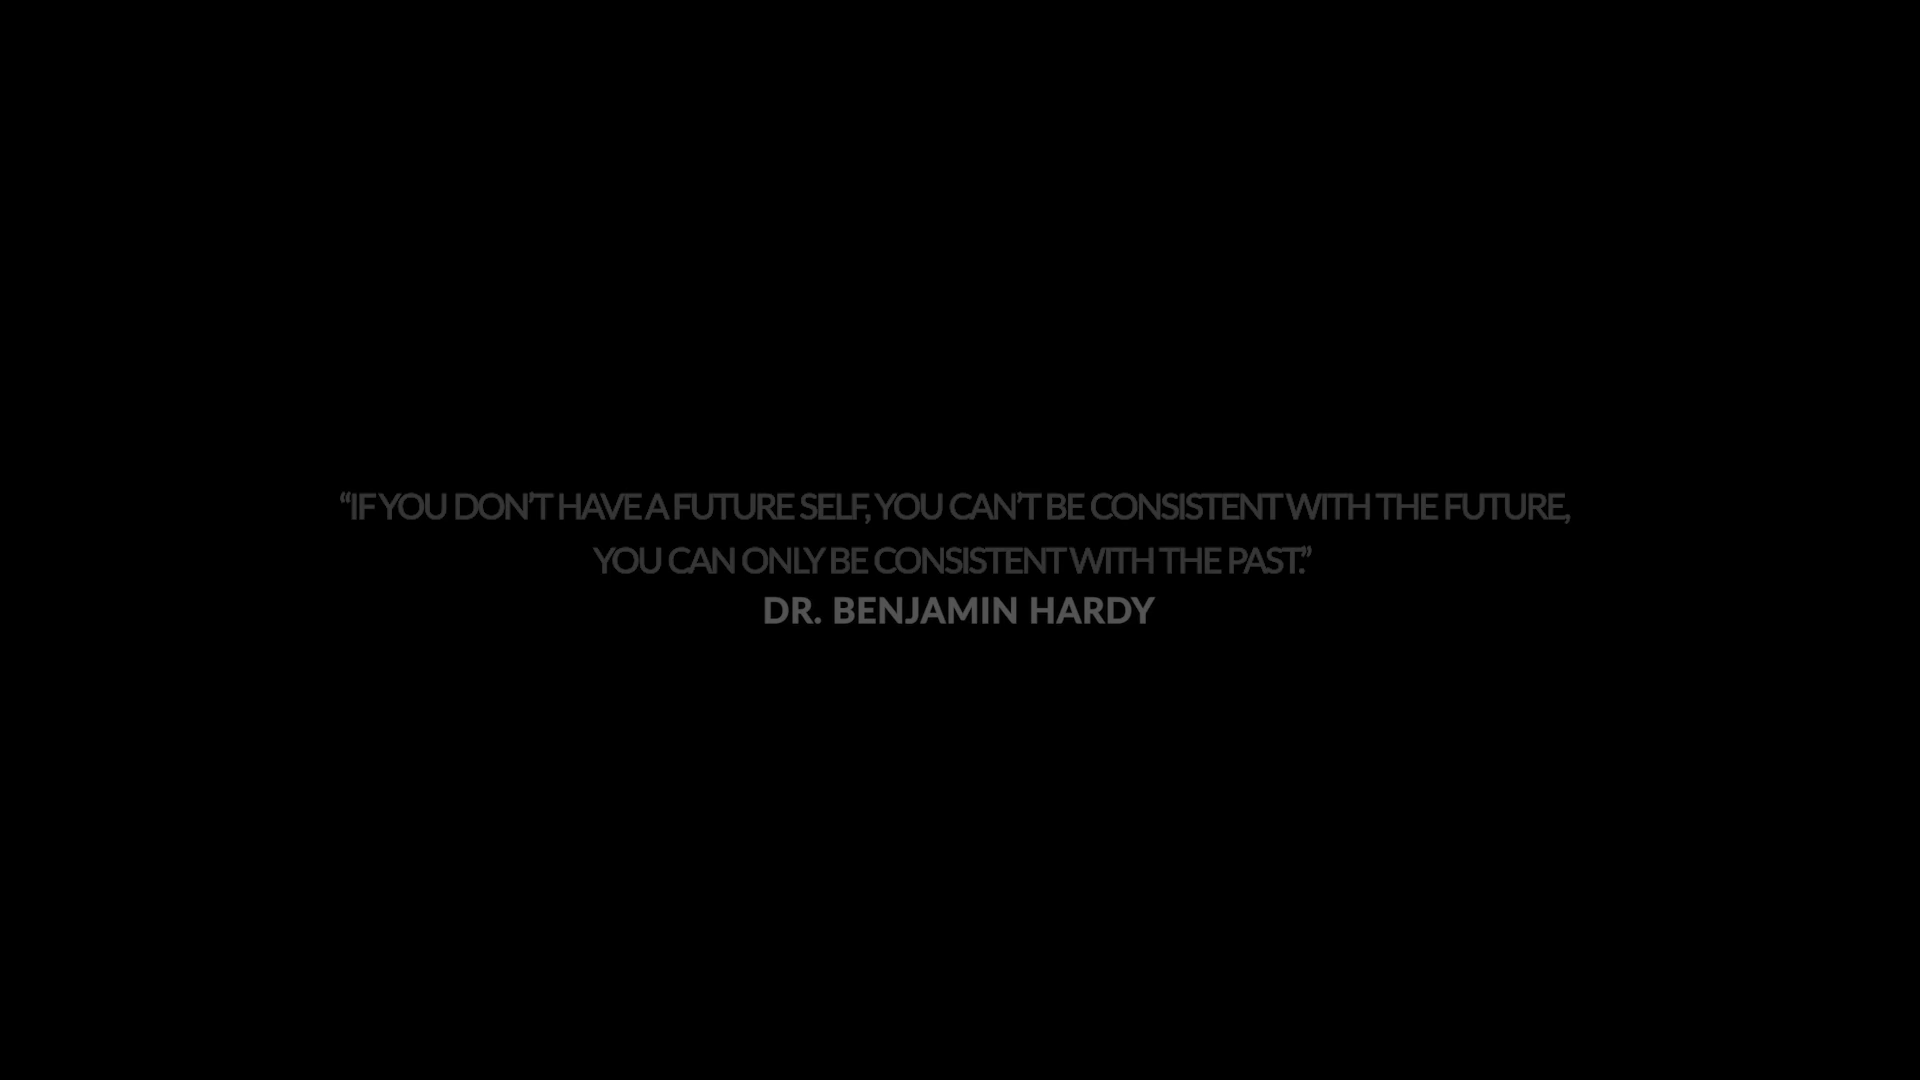 “IF YOU DON’T HAVE A FUTURE SELF, YOU CAN’T BE CONSISTENT WITH THE FUTURE,
YOU CAN ONLY BE CONSISTENT WITH THE PAST.”
DR. BENJAMIN HARDY